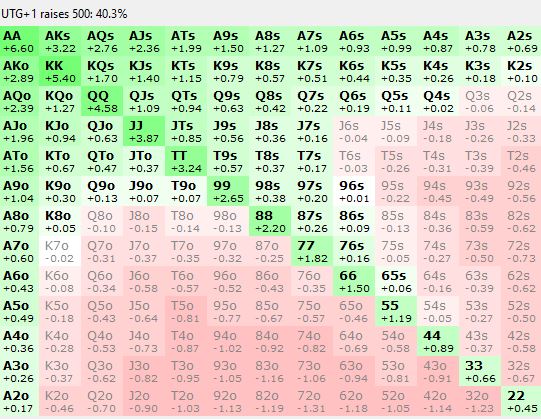 UTG+1 raises 500: 40.3%
AA AKs AQs AJs ATs A9s A8s A7s A6s A5s A4s A3s A2s
+6.60 +3.22 +2.76 +2.36 +1.99 +1.50 +1.27 +1.09 +0.93 +0.99 +0.87 +0.78 +0.69
AKo KK KQs KJs KTs K9s K8s K7s K6s K5s K4s K3s K2s
+2.89 +5.40 +1.70 +1.40 +1.15 +0.79 +0.57 +0.51 +0.44 +0.35 +0.26 +0.18 +0.10
AQo KQo QQ QJs QTs Q9s Q8s Q7s Q6s Q5s Q4s Q3s Q2s
+2.39 +1.27 +4.58 +1.09 +0.94 +0.63 +0.42 +0.22 +0.19 +0.11 +0.02 -0.06 -0.14
AJo KJo QJo JJ JTs J9s J8s J7s J6s J5s J4s J3s J2s
+1.96 +0.94 +0.63 +3.87 +0.85 +0.56 +0.36 +0.16 -0.04 -0.09 -0.18 -0.26 -0.33
ATo KTo QTo JTo TT T9s T8s T7s T6s T5s T4s T3s T2s
+1.56 +0.67 +0.47 +0.37 +3.24 +0.57 +0.37 +0.17 -0.03 -0.26 -0.31 -0.39 -0.46
A9o K9o Q9o J9o T9o 99 98s 97s 96s 95s 94s 93s 92s
+1.04 +0.30 +0.13 +0.07 +0.07 +2.65 +0.38 +0.20 +0.01 -0.22 -0.45 -0.49 -0.56
A8o K8o Q8o J8o T8o 98o 88 87s 86s 85s 84s 83s 82s
+0.79 +0.05 -0.10 -0.15 -0.14 -0.13 +2.20 +0.26 +0.09 -0.13 -0.36 -0.59 -0.62
A7o K7o Q7o J7o T7o 97o 87o 77 76s 75s 74s 73s 72s
+0.60 -0.02 -0.31 -0.37 -0.35 -0.32 -0.25 +1.82 +0.16 -0.05 -0.27 -0.50 -0.73
A6o K6o Q6o J6o T6o 96o 86o 76o 66 65s 64s 63s 62s
+0.43 -0.08 -0.34 -0.58 -0.57 -0.52 -0.43 -0.35 +1.50 +0.06 -0.16 -0.39 -0.62
A5o K5o Q5o J5o T5o 95o 85o 75o 65o 55 54s 53s 52s
+0.49 -0.18 -0.43 -0.64 -0.81 -0.77 -0.67 -0.57 -0.46 +1.19 -0.05 -0.27 -0.50
A4o K4o Q4o J4o T4o 94o 84o 74o 64o 54o 44 43s 42s
+0.36 -0.28 -0.53 -0.73 -0.87 -1.02 -0.92 -0.82 -0.69 -0.58 +0.89 -0.37 -0.58
A3o K3o Q3o J3o T3o 93o 83o 73o 63o 53o 43o 33 32s
+0.26 -0.37 -0.62 -0.82 -0.95 -1.05 -1.16 -1.06 -0.93 -0.81 -0.91 +0.66 -0.67
A2o K2o Q2o J2o T2o 92o 82o 72o 62o 52o 42o 32o 22
+0.17 -0.46 -0.70 -0.90 -1.03 -1.13 -1.19 -1.31 -1.18 -1.05 -1.14 -1.23 +0.45